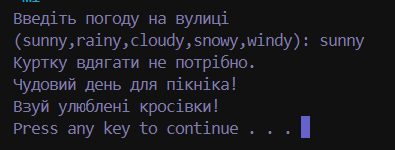 Введіть погоду на вулиці
(sunny,rainy,cloudy,snowy,windy): sunny
Куртку вдягати не потрібно.
Чудовий день для пікніка!
Взуй улюблені кросівки!
Press any key to continue . . .